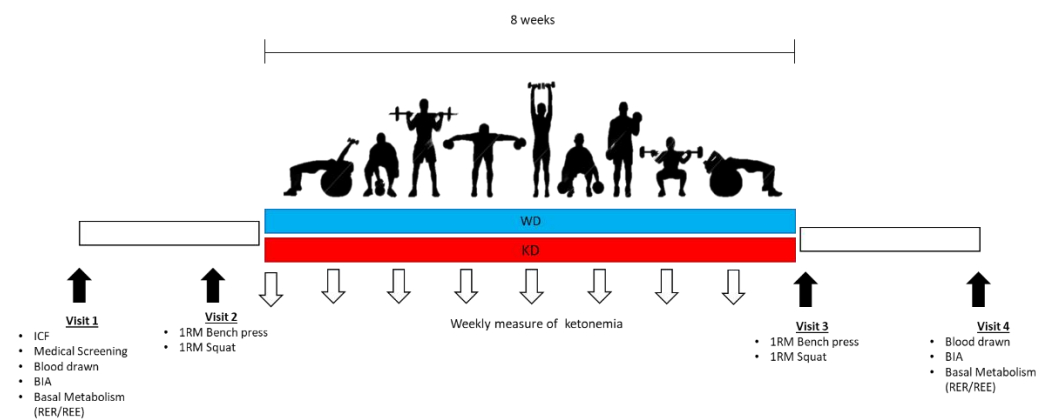 8 weeks
WD
KD
Weekly measure of ketonemia
Visit 1
• ICF
• Medical Screening
• Blood drawn
• BIA
• Basal Metabolism
(RER/REE)
Visit 2
• 1RM Bench press
• 1RM Squat
Visit 3
• 1RM Bench press
• 1RM Squat
Visit 4
• Blood drawn
• BIA
• Basal Metabolism
(RER/REE)